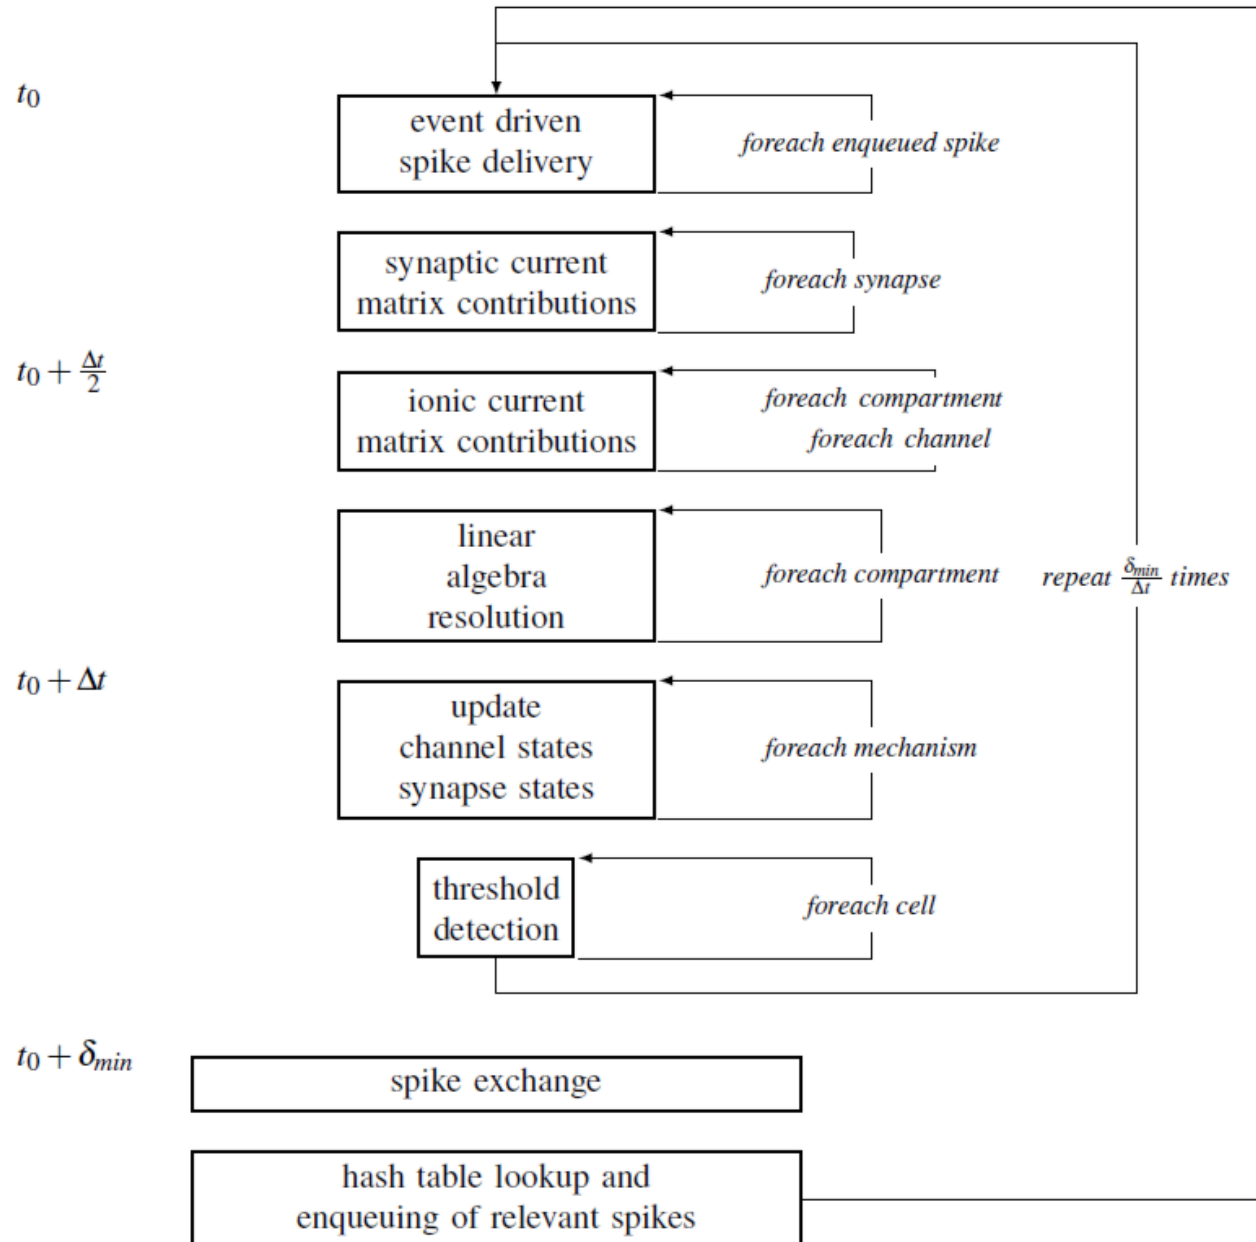 t₀
event driven
spike delivery
foreach enqueued spike
synaptic current
matrix contributions
foreach synapse
t₀ + Δt/2
ionic current
matrix contributions
foreach compartment
foreach channel
linear
algebra
resolution
foreach compartment
repeat δmin/Δt times
t₀ + Δt
update
channel states
synapse states
foreach mechanism
threshold
detection
foreach cell
t₀ + δmin
spike exchange
hash table lookup and
enqueuing of relevant spikes